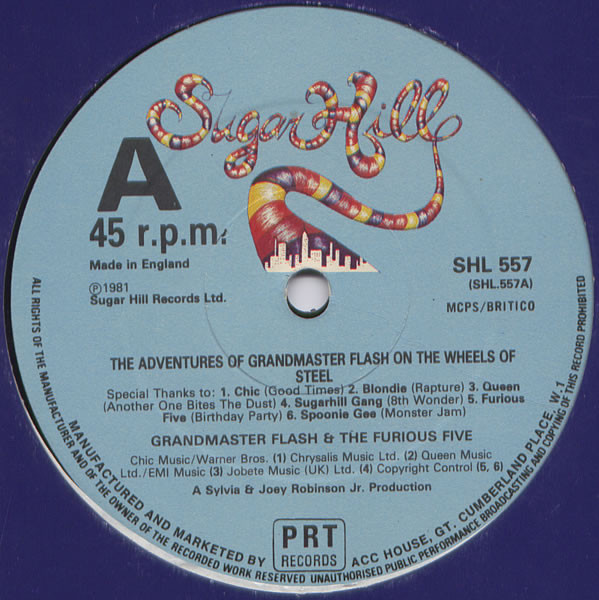 Sugar Hill
A
45 r.p.m.
Made in England
℗1981
Sugar Hill Records Ltd.
SHL 557
(SHL.557A)
MCPS/BRITICO
THE ADVENTURES OF GRANDMASTER FLASH ON THE WHEELS OF
STEEL
Special Thanks to: 1. Chic (Good Times) 2. Blondie (Rapture) 3. Queen
(Another One Bites The Dust) 4. Sugarhill Gang (8th Wonder) 5. Furious
Five (Birthday Party) 6. Spoonie Gee (Monster Jam)
GRANDMASTER FLASH & THE FURIOUS FIVE
Chic Music/Warner Bros. (1) Chrysalis Music Ltd. (2) Queen Music
Ltd./EMI Music (3) Jobete Music (UK) Ltd. (4) Copyright Control (5, 6)
A Sylvia & Joey Robinson Jr. Production
PRT
RECORDS
MANUFACTURED AND MARKETED BY
ACC HOUSE, GT. CUMBERLAND PLACE, W.1
ALL RIGHTS OF THE MANUFACTURER AND OF THE OWNER OF THE RECORDED WORK RESERVED UNAUTHORISED PUBLIC PERFORMANCE BROADCASTING AND COPYING OF THIS RECORD PROHIBITED